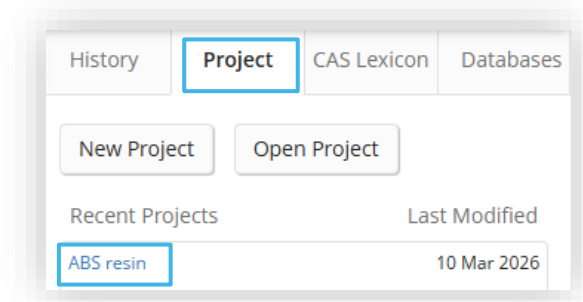 History Project CAS Lexicon Databases
New Project Open Project
Recent Projects Last Modified
ABS resin 10 Mar 2026